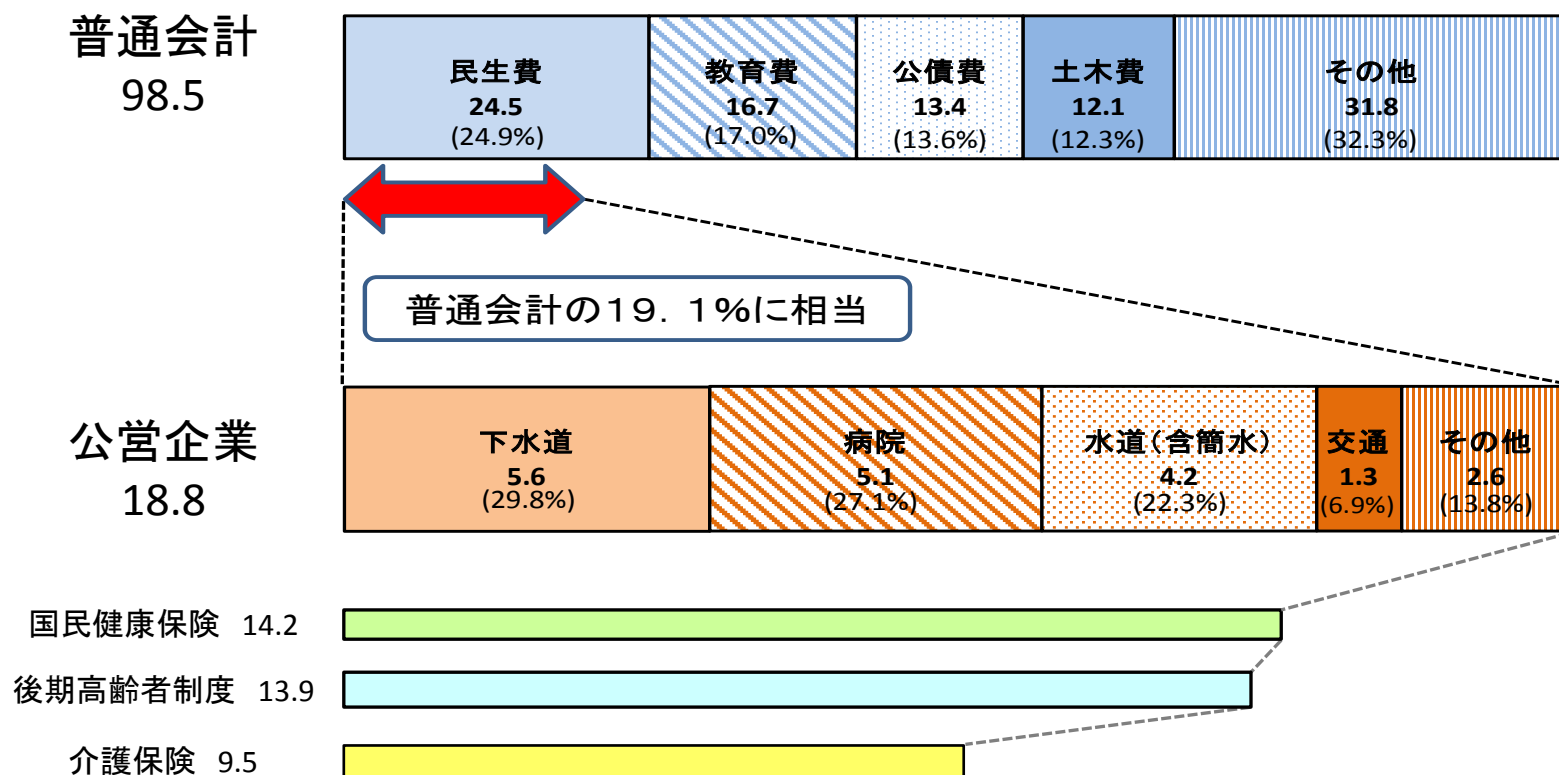 普通会計
98.5
民生費
24.5
(24.9%)
教育費
16.7
(17.0%)
公債費
13.4
(13.6%)
土木費
12.1
(12.3%)
その他
31.8
(32.3%)
普通会計の19．1%に相当
公営企業
18.8
下水道
5.6
(29.8%)
病院
5.1
(27.1%)
水道(含簡水)
4.2
(22.3%)
交通
1.3
(6.9%)
その他
2.6
(13.8%)
国民健康保険 14.2
後期高齢者制度 13.9
介護保険 9.5